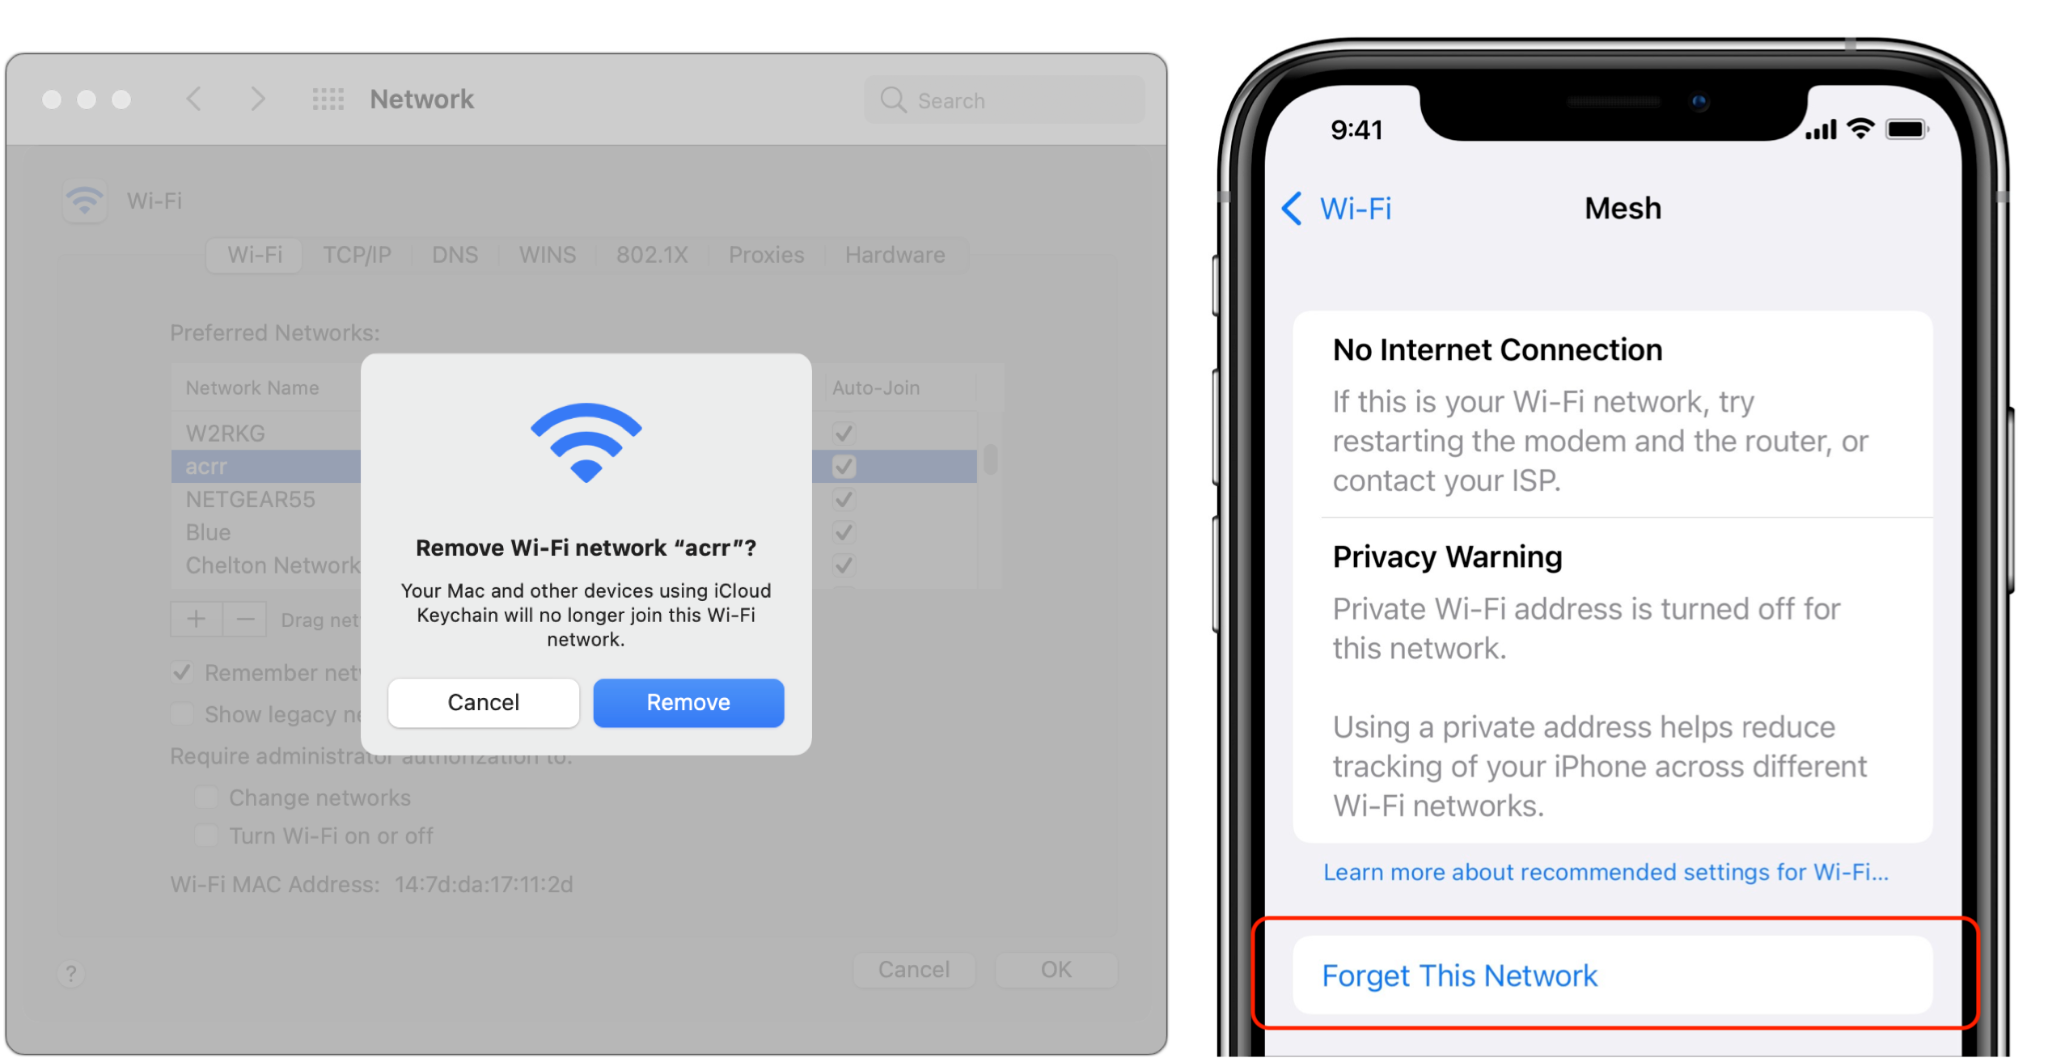 Network
Search
Wi-Fi
Wi-Fi
TCP/IP
DNS
WINS
802.1X
Proxies
Hardware
Preferred Networks:
Network Name
Auto-Join
W2RKG
acrr
NETGEAR55
Blue
Chelton Network
Drag
Remember
Show legacy
Require administrator authorization to:
Change networks
Turn Wi-Fi on or off
Wi-Fi MAC Address: 14:7d:da:17:11:2d
?
Cancel
OK
Remove Wi-Fi network “acrr”?
Your Mac and other devices using iCloud
Keychain will no longer join this Wi-Fi
network.
Cancel
Remove
9:41
Wi-Fi
Mesh
No Internet Connection
If this is your Wi-Fi network, try
restarting the modem and the router, or
contact your ISP.
Privacy Warning
Private Wi-Fi address is turned off for
this network.
Using a private address helps reduce
tracking of your iPhone across different
Wi-Fi networks.
Learn more about recommended settings for Wi-Fi...
Forget This Network